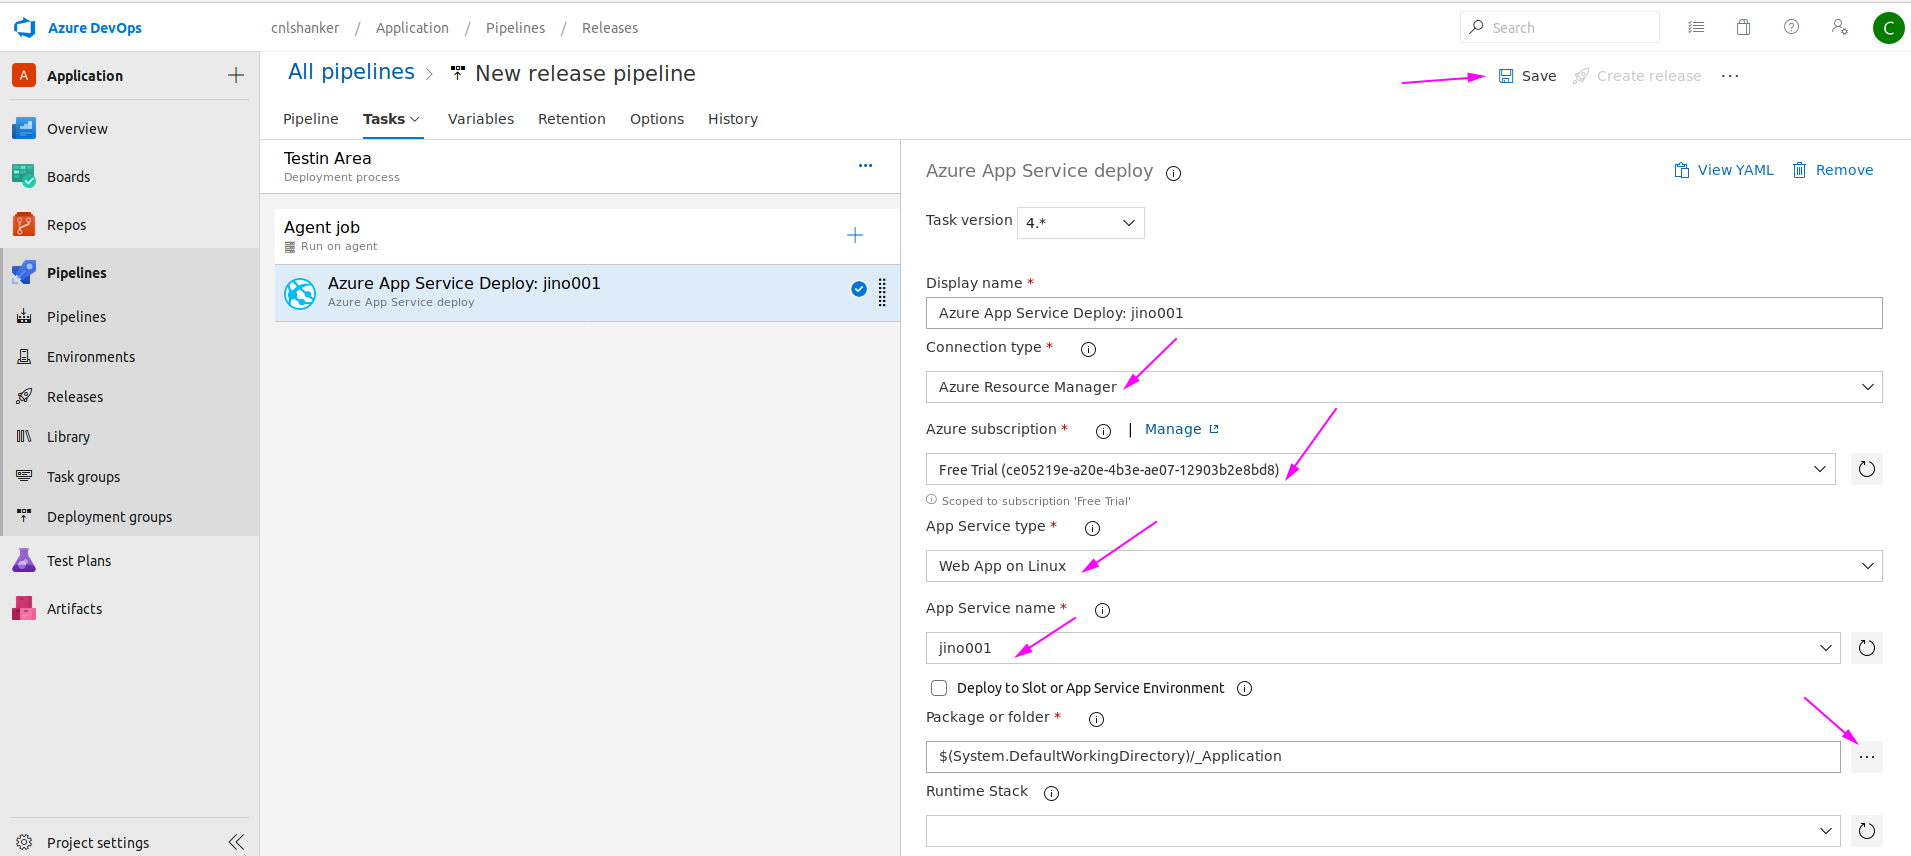 Azure DevOps
cnlshanker / Application / Pipelines / Releases
Search
C
A Application
Overview
Boards
Repos
Pipelines
Pipelines
Environments
Releases
Library
Task groups
Deployment groups
Test Plans
Artifacts
Project settings
All pipelines > New release pipeline
Save Create release ...
Pipeline Tasks Variables Retention Options History
Testin Area
Deployment process
Agent job
Run on agent
Azure App Service Deploy: jino001
Azure App Service deploy
Azure App Service deploy
View YAML Remove
Task version 4.*
Display name *
Azure App Service Deploy: jino001
Connection type *
Azure Resource Manager
Azure subscription * | Manage
Free Trial (ce05219e-a20e-4b3e-ae07-12903b2e8bd8)
Scoped to subscription 'Free Trial'
App Service type *
Web App on Linux
App Service name *
jino001
Deploy to Slot or App Service Environment
Package or folder *
$(System.DefaultWorkingDirectory)/_Application
...
Runtime Stack